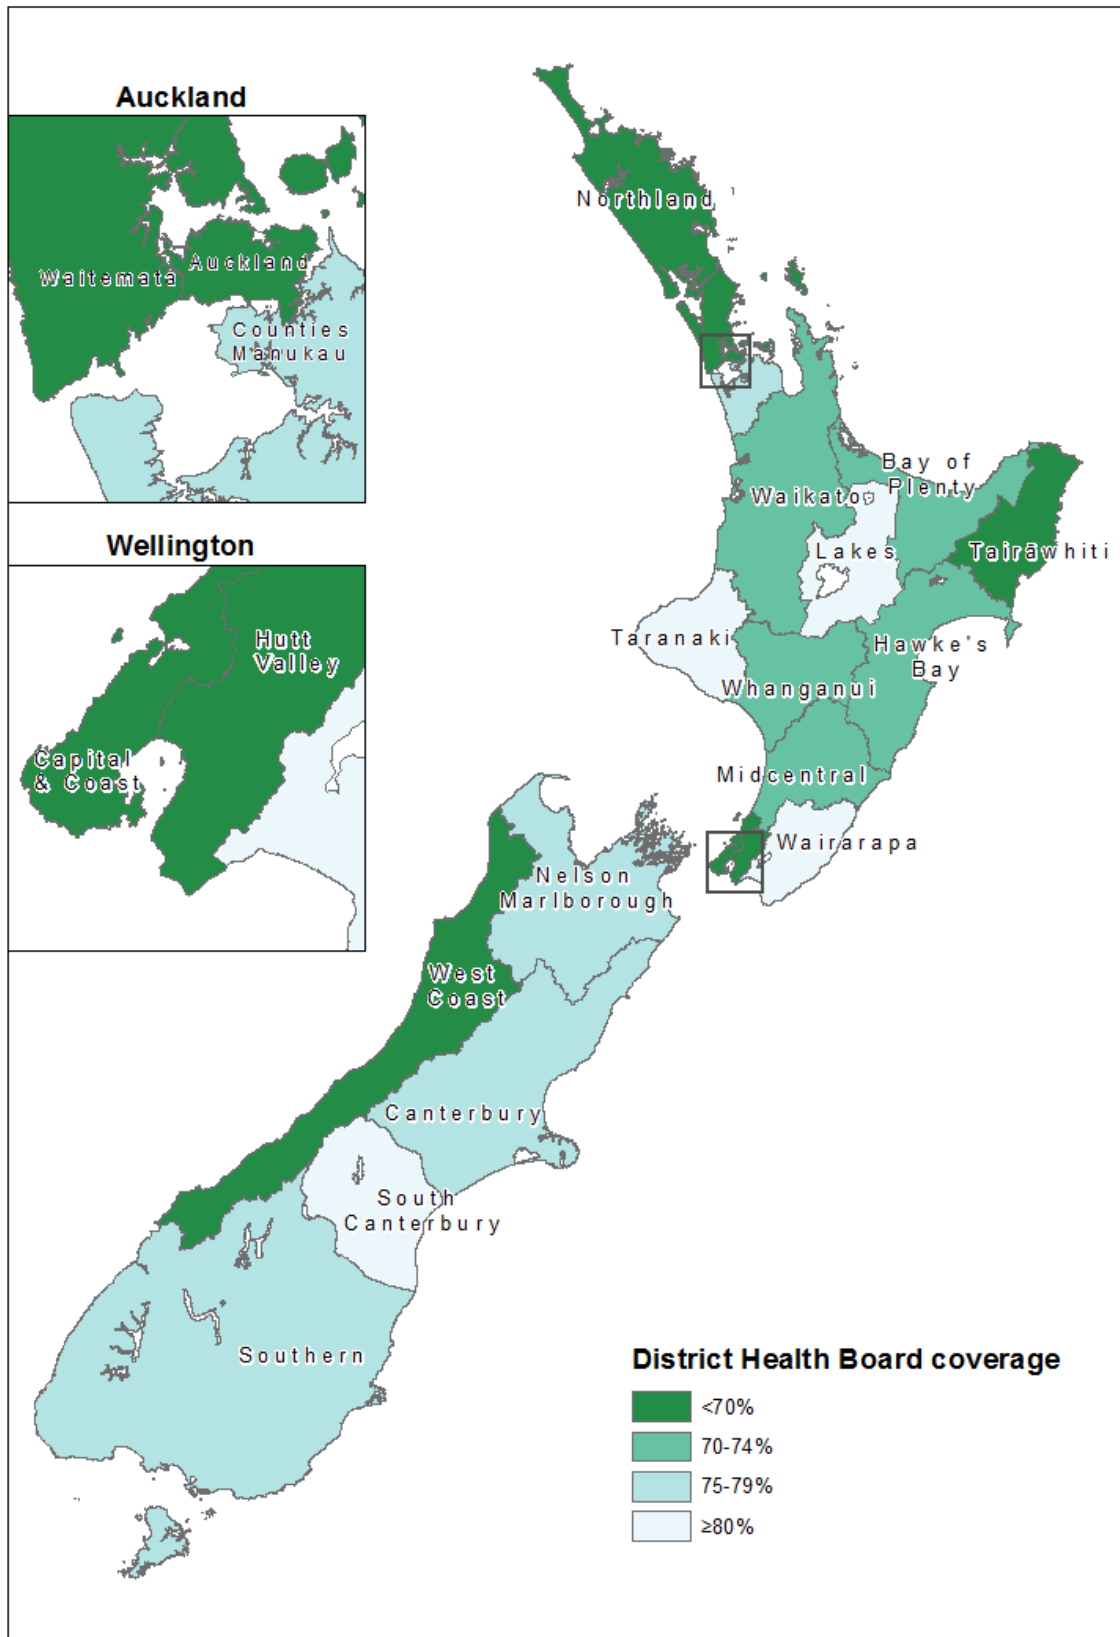 Auckland
Waitemata
Auckland
Counties
Manukau
Wellington
Hutt
Valley
Capital
& Coast
Northland
Bay of
Plenty
Waikato
Lakes
Tairāwhiti
Taranaki
Hawke's
Bay
Whanganui
Midcentral
Wairarapa
Nelson
Marlborough
West
Coast
Canterbury
South
Canterbury
Southern
District Health Board coverage
<70%
70-74%
75-79%
≥80%